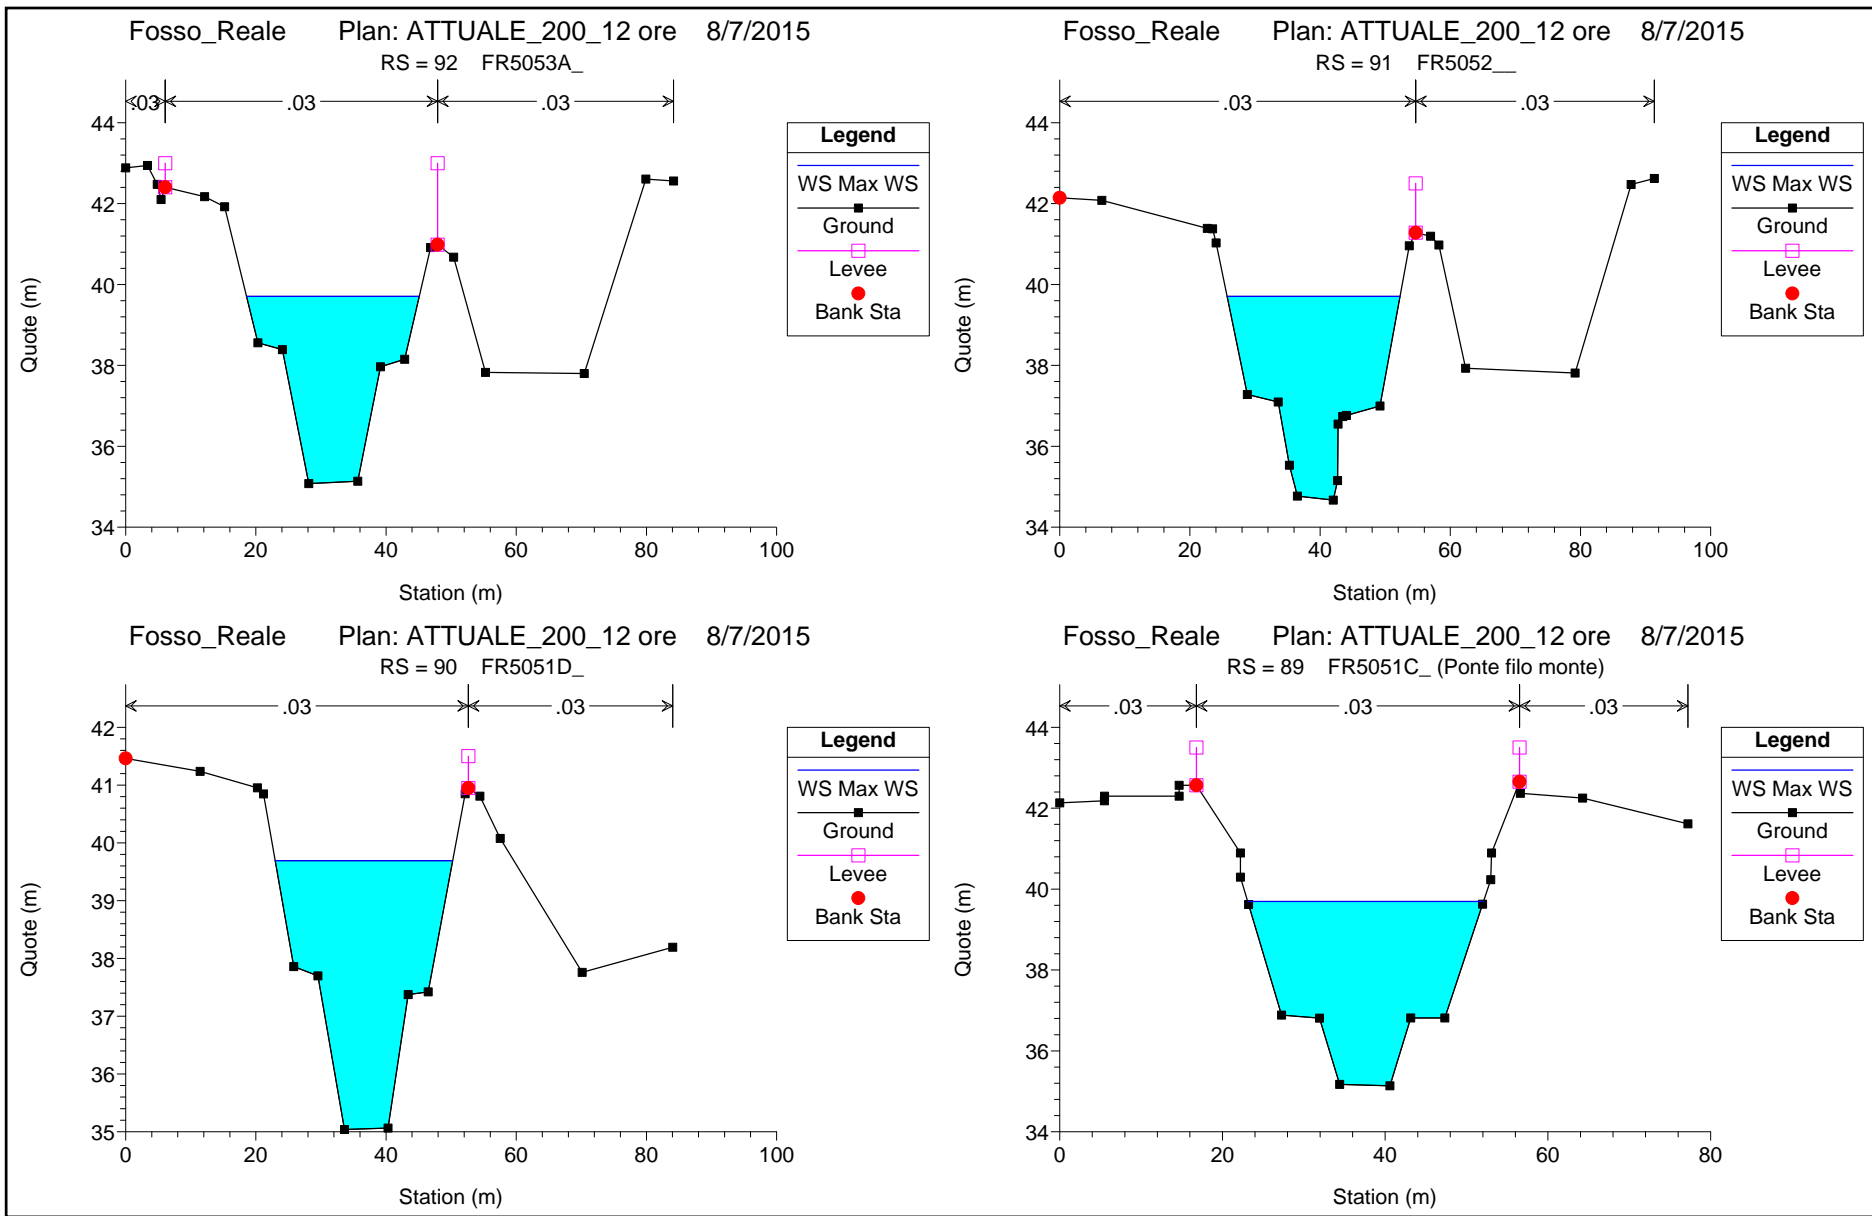 Fosso_Reale Plan: ATTUALE_200_12 ore 8/7/2015
RS = 92 FR5053A_
.03 .03 .03
44
42
40
38
36
34
0 20 40 60 80 100
Quote (m)
Station (m)
Legend
WS Max WS
Ground
Levee
Bank Sta
Fosso_Reale Plan: ATTUALE_200_12 ore 8/7/2015
RS = 91 FR5052__
.03 .03
44
42
40
38
36
34
0 20 40 60 80 100
Quote (m)
Station (m)
Legend
WS Max WS
Ground
Levee
Bank Sta
Fosso_Reale Plan: ATTUALE_200_12 ore 8/7/2015
RS = 90 FR5051D_
.03 .03
42
41
40
39
38
37
36
35
0 20 40 60 80 100
Quote (m)
Station (m)
Legend
WS Max WS
Ground
Levee
Bank Sta
Fosso_Reale Plan: ATTUALE_200_12 ore 8/7/2015
RS = 89 FR5051C_ (Ponte filo monte)
.03 .03 .03
44
42
40
38
36
34
0 20 40 60 80
Quote (m)
Station (m)
Legend
WS Max WS
Ground
Levee
Bank Sta